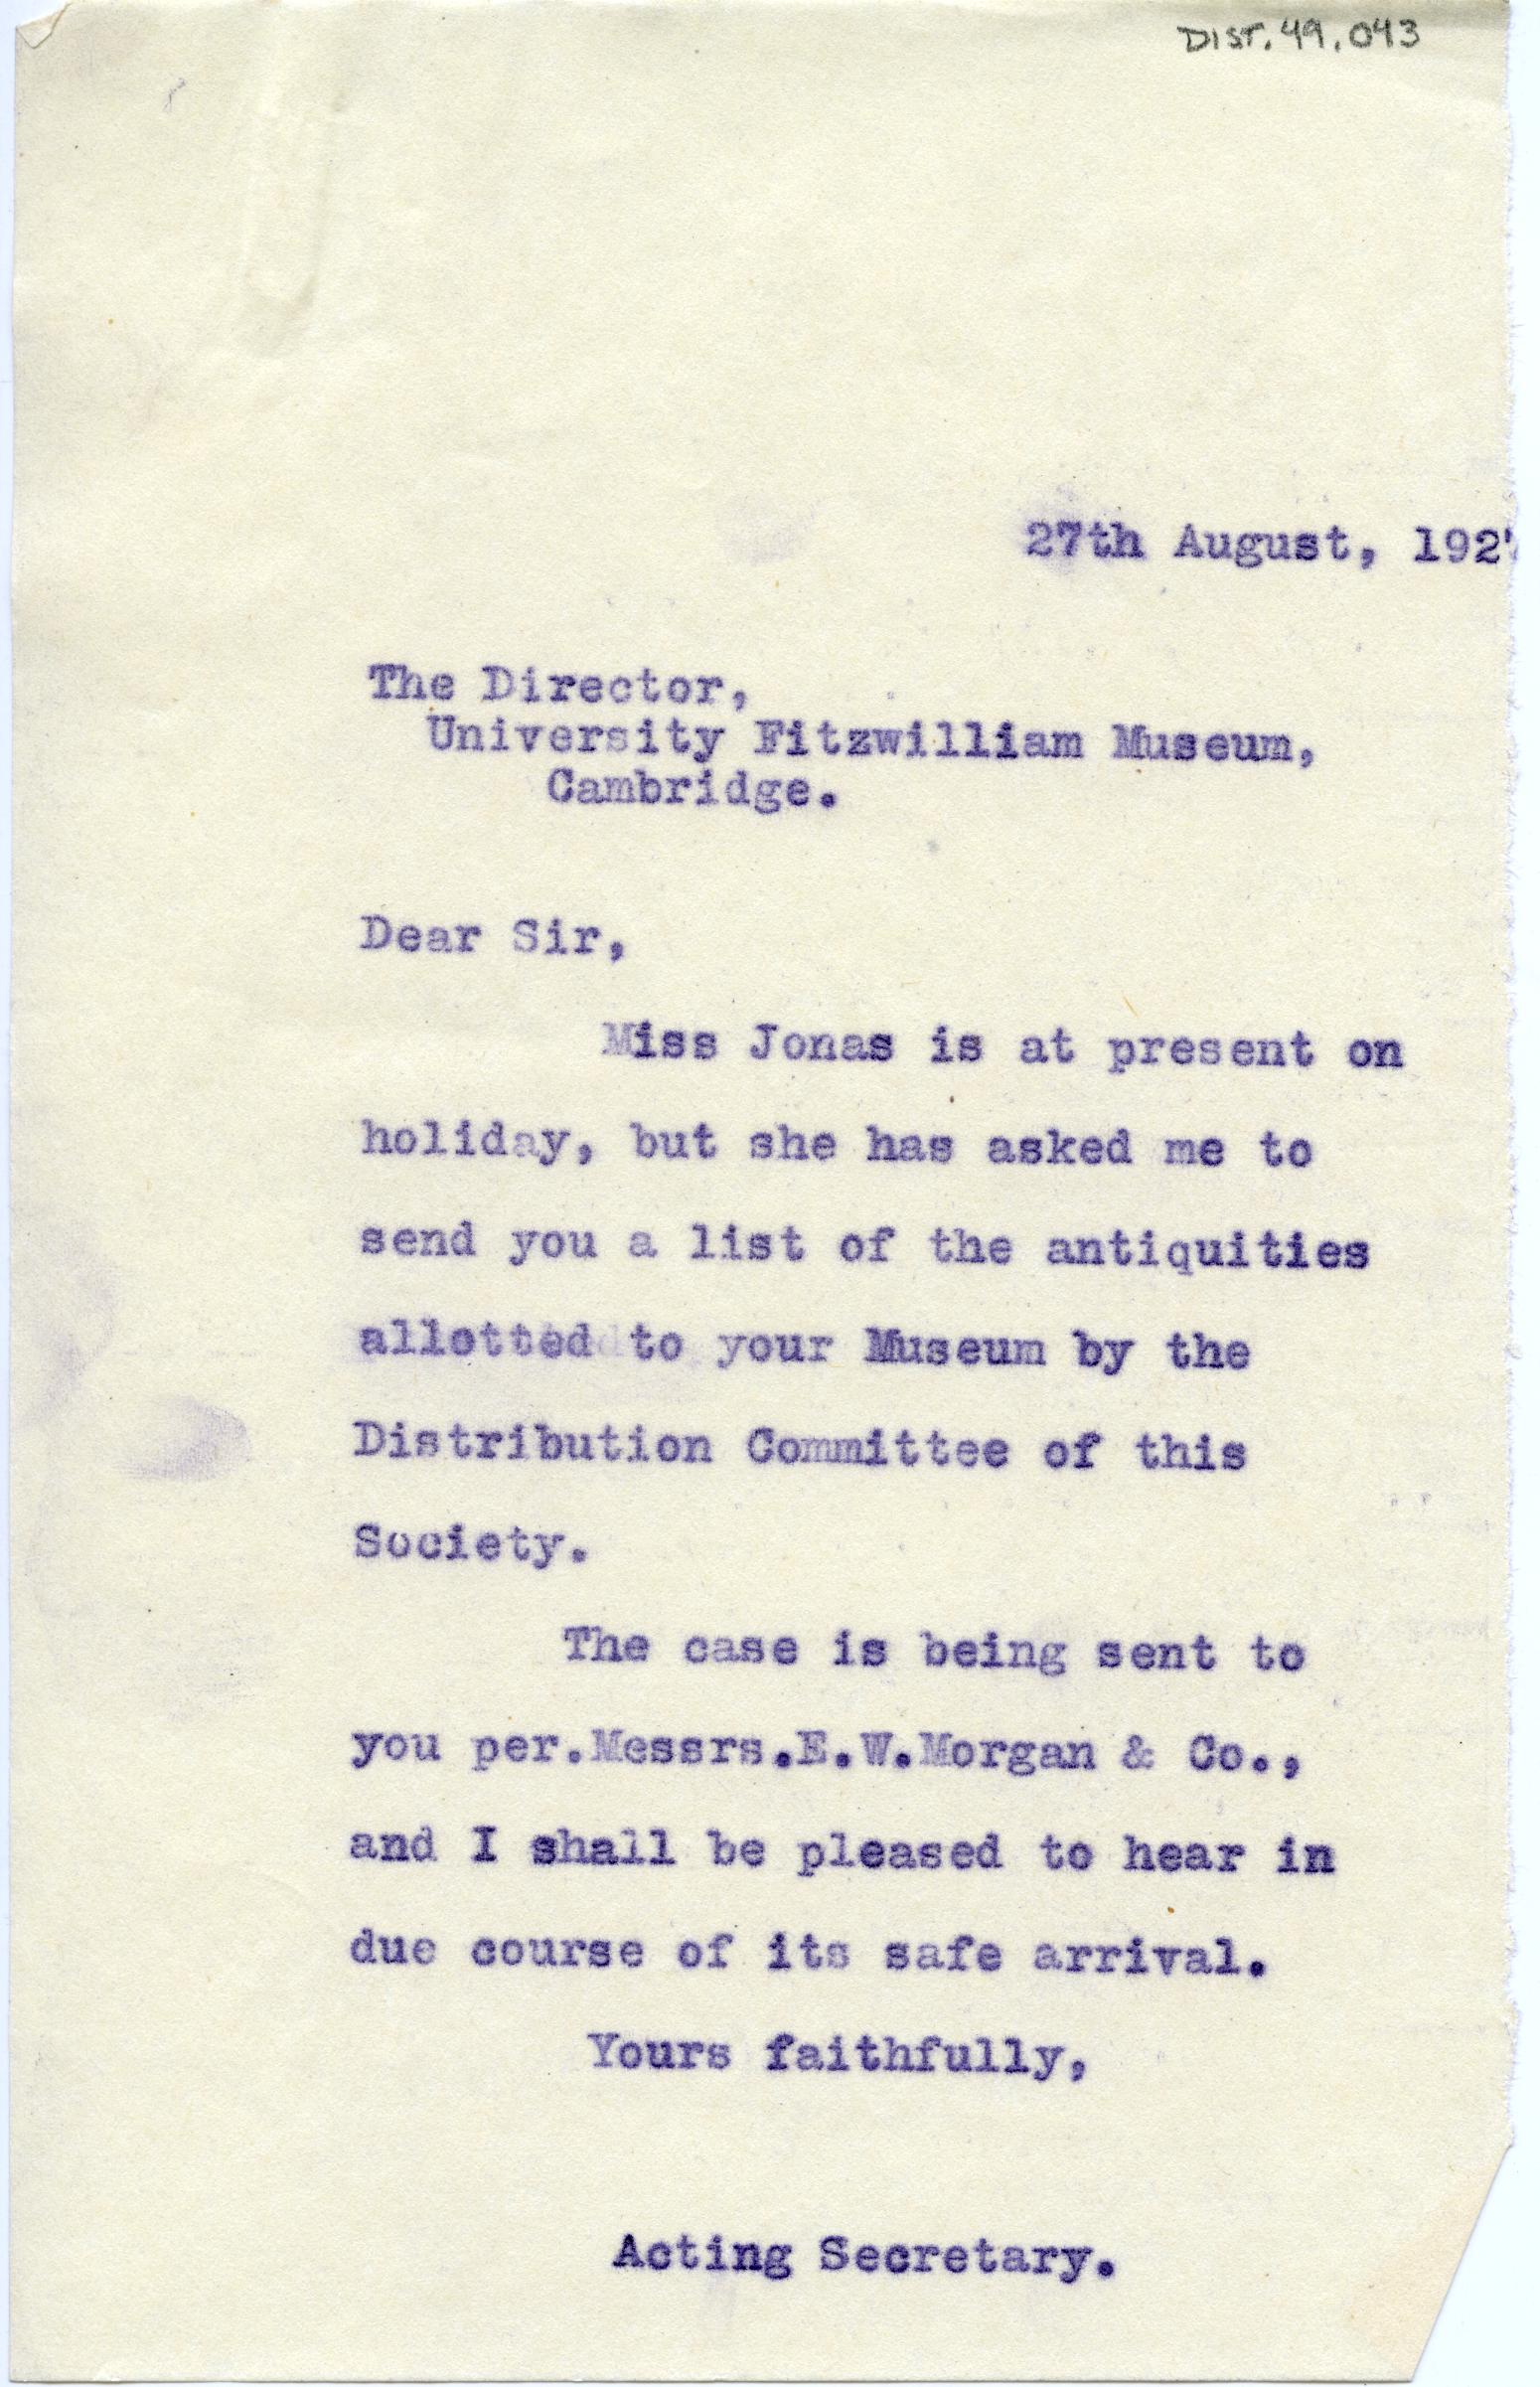 DIST.49.043
27th August, 1927
The Director,
University Fitzwilliam Museum,
Cambridge.
Dear Sir,
Miss Jonas is at present on
holiday, but she has asked me to
send you a list of the antiquities
allotted to your Museum by the
Distribution Committee of this
Society.
The case is being sent to
you per.Messrs.E.W.Morgan & Co.,
and I shall be pleased to hear in
due course of its safe arrival.
Yours faithfully,
Acting Secretary.